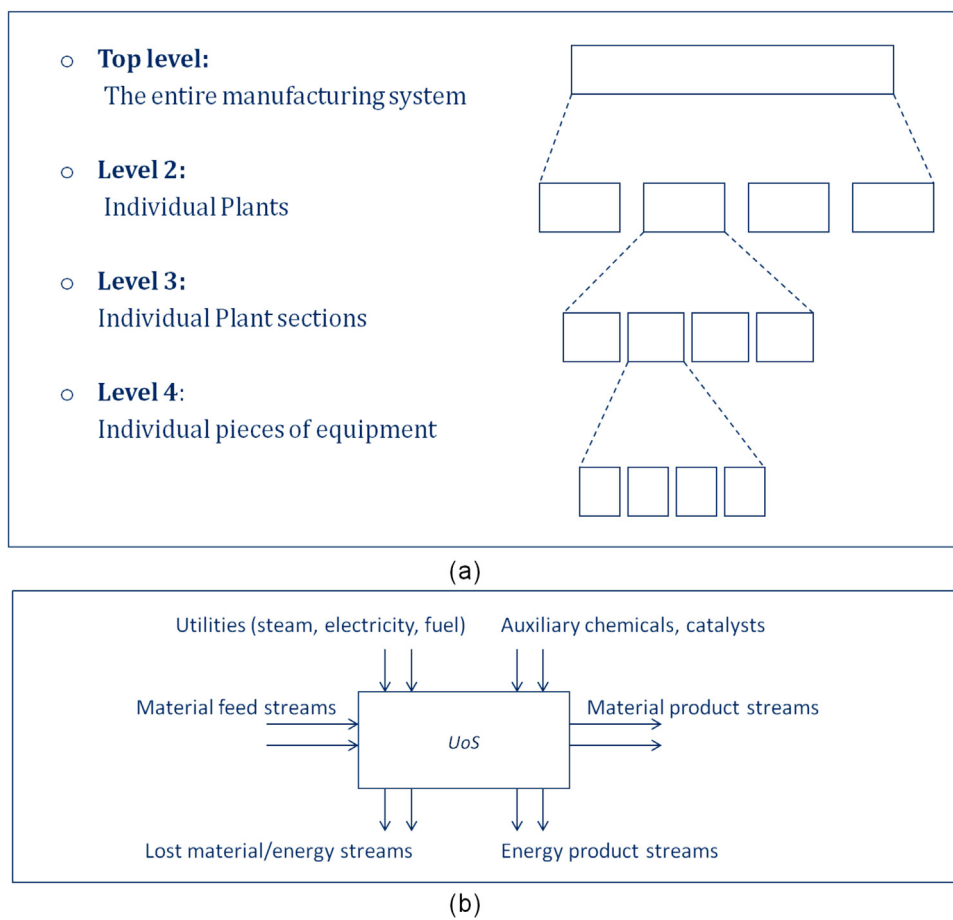 Top level:
The entire manufacturing system
Level 2:
Individual Plants
Level 3:
Individual Plant sections
Level 4:
Individual pieces of equipment
(a)
Utilities (steam, electricity, fuel)
Auxiliary chemicals, catalysts
Material feed streams
Material product streams
UoS
Lost material/energy streams
Energy product streams
(b)